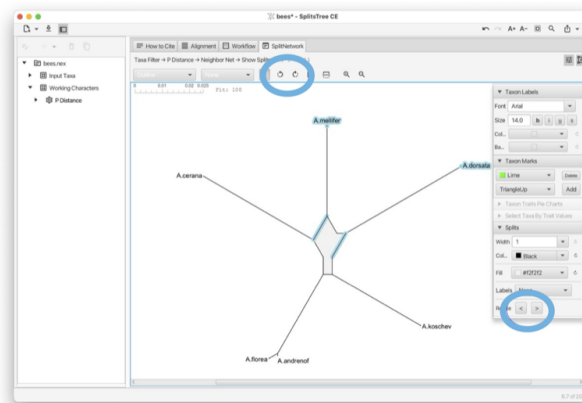 bees* - SplitsTree CE
How to Cite
Alignment
Workflow
SplitNetwork
Taxa Filter → P Distance → Neighbor Net → Show Spli
bees.nex
Input Taxa
Working Characters
P Distance
0 0.01 0.02 0.025
Fit: 100
A.mellifer
A.dorsata
A.cerana
A.koschev
A.florea
A.andrenof
Taxon Labels
Font Arial
Size 14.0 B i u s
Col...
Ba...
Taxon Marks
Lime Delete
TriangleUp Add
Taxon Traits Pie Charts
Select Taxa By Trait Values
Splits
Width 1
Col... Black
Fill #f2f2f2
Labels None
< >